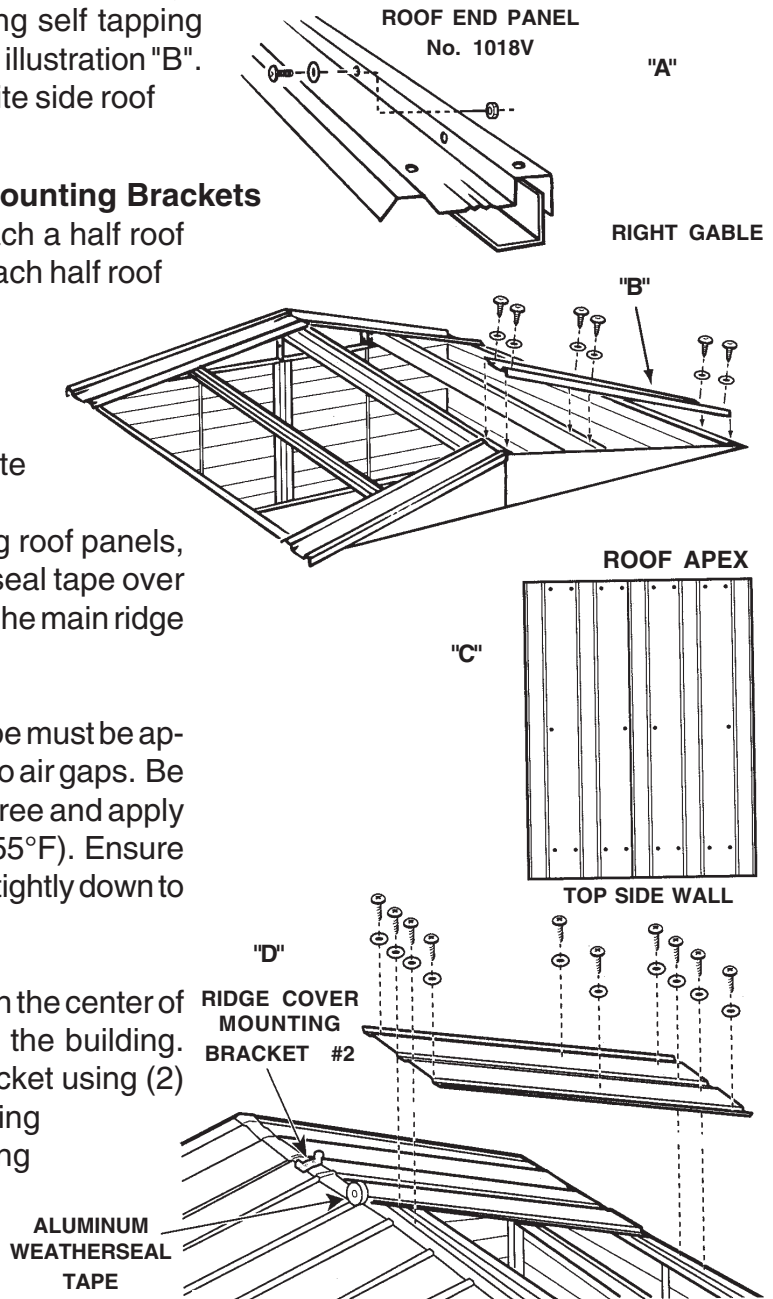 ng self tapping
illustration "B".
ite side roof
ounting Brackets
ach a half roof
ach half roof
te
g roof panels,
seal tape over
he main ridge
pe must be ap-
o air gaps. Be
ree and apply
55°F). Ensure
tightly down to
n the center of
the building.
cket using (2)
ing
ng
ROOF END PANEL
No. 1018V
"A"
RIGHT GABLE
"B"
ROOF APEX
"C"
TOP SIDE WALL
"D"
RIDGE COVER
MOUNTING
BRACKET #2
ALUMINUM
WEATHERSEAL
TAPE